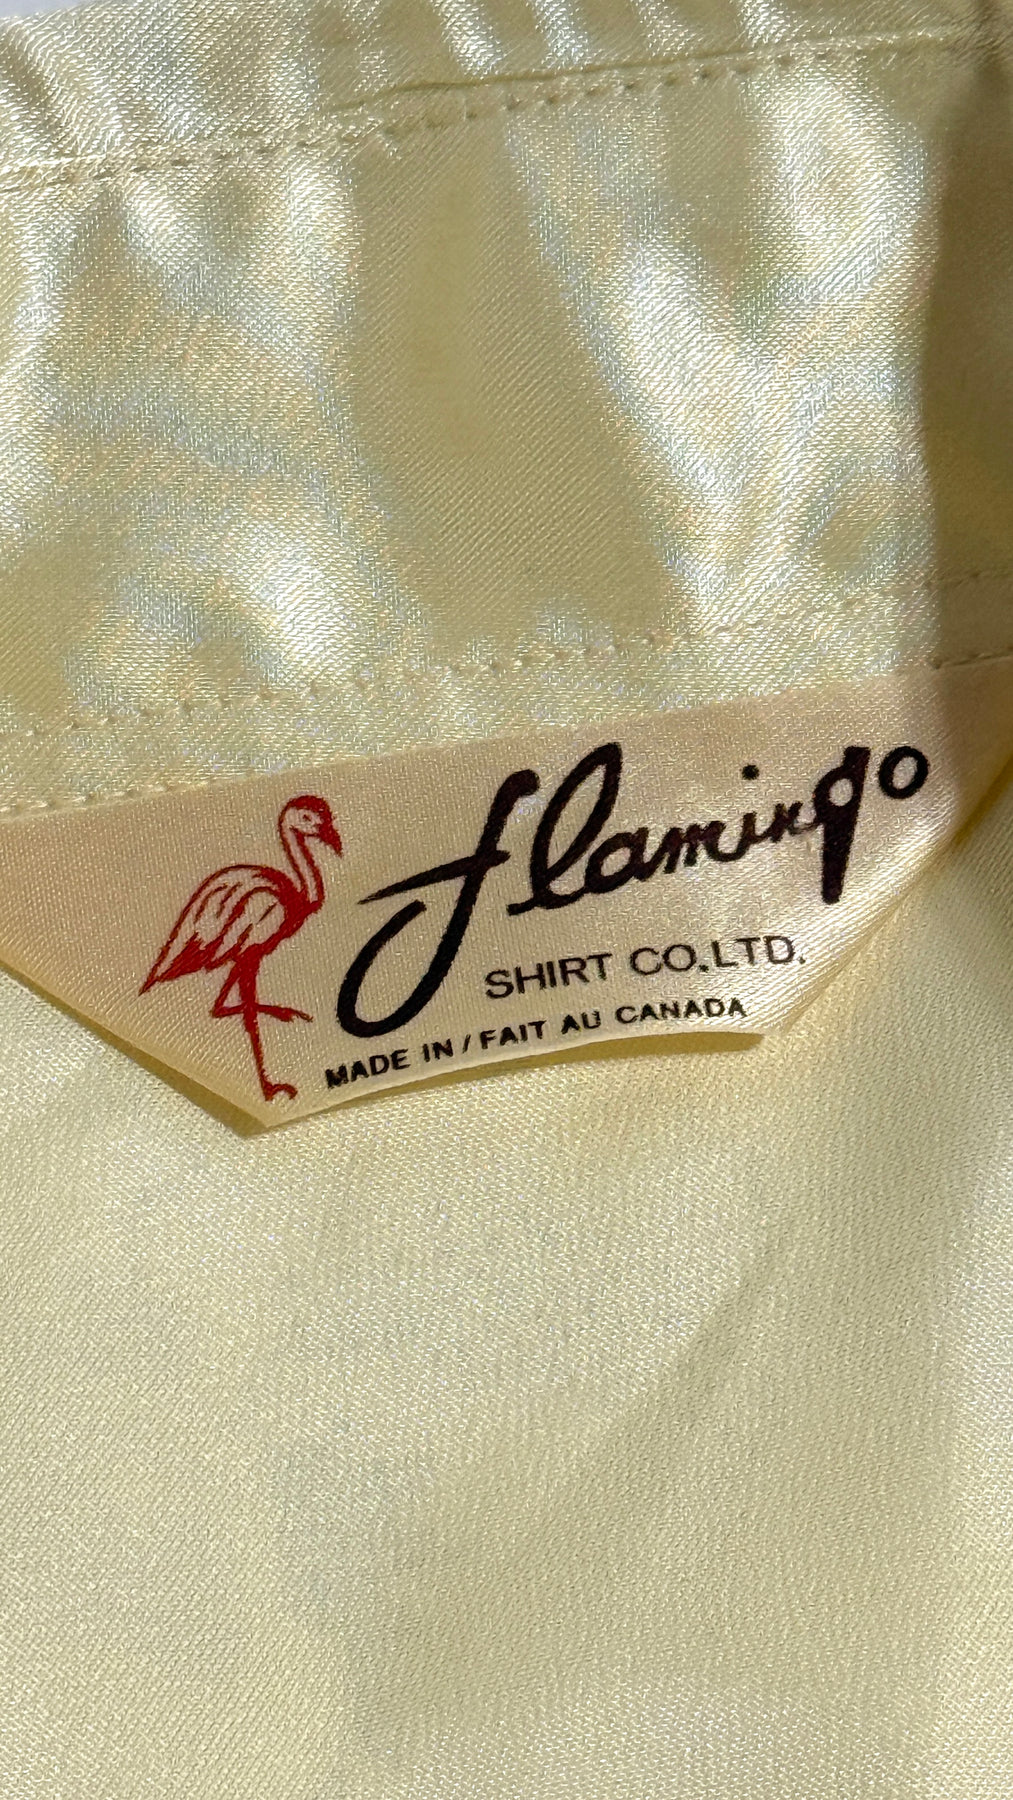 flamingo
SHIRT CO.LTD.
MADE IN / FAIT AU CANADA